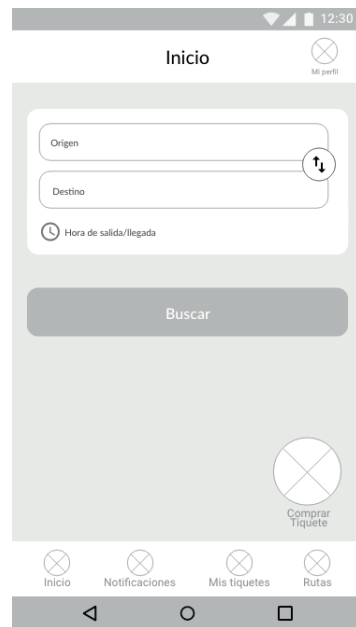 12:30
Inicio
Mi perfil
Origen
Destino
Hora de salida/llegada
Buscar
Comprar
Tiquete
Inicio
Notificaciones
Mis tiquetes
Rutas